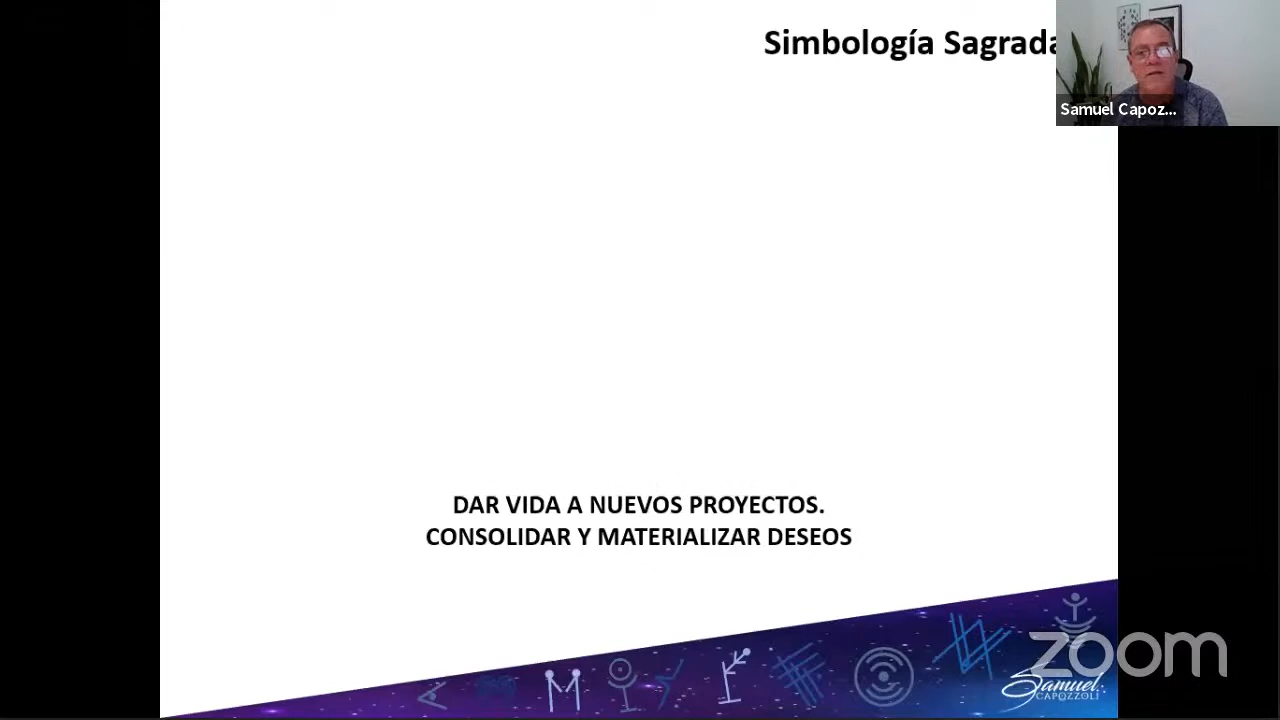 Simbología Sagrada
Samuel Capoz...
DAR VIDA A NUEVOS PROYECTOS.
CONSOLIDAR Y MATERIALIZAR DESEOS
zoom
Samuel
CAPOZZOLI